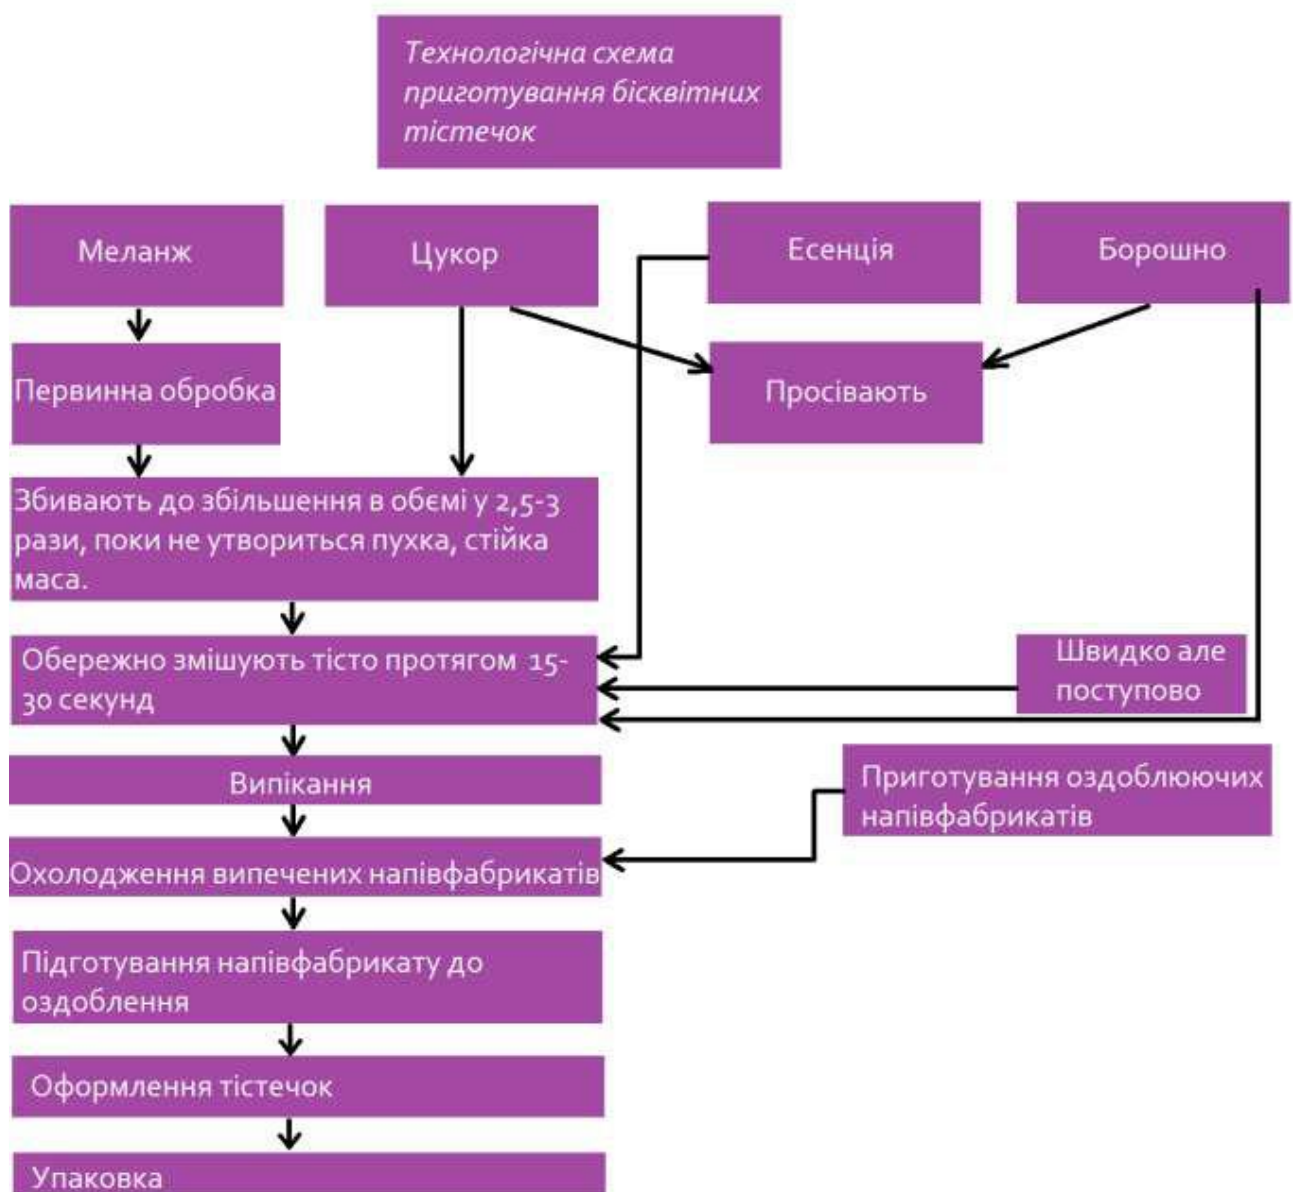 Технологічна схема
приготування бісквітних
тістечок
Меланж
Цукор
Есенція
Борошно
Первинна обробка
Просівають
Збивають до збільшення в обємі у 2,5-3
рази, поки не утвориться пухка, стійка
маса.
Обережно змішують тісто протягом 15-
30 секунд
Швидко але
поступово
Випікання
Приготування оздоблюючих
напівфабрикатів
Охолодження випечених напівфабрикатів
Підготування напівфабрикату до
оздоблення
Оформлення тістечок
Упаковка